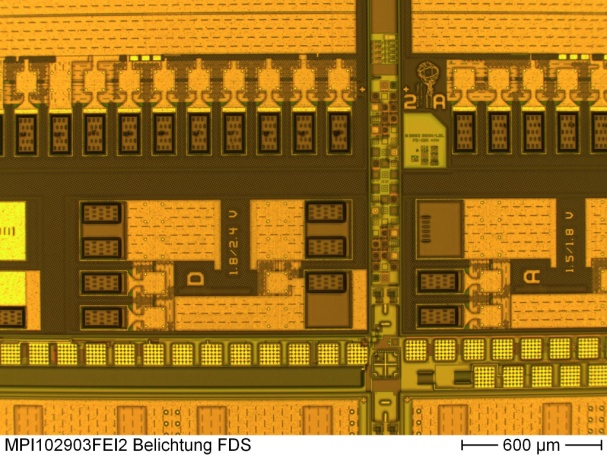 2 A
1.8/2.4 V
D
1.5/1.8 V
A
MPI102903FEI2 Belichtung FDS
600 µm